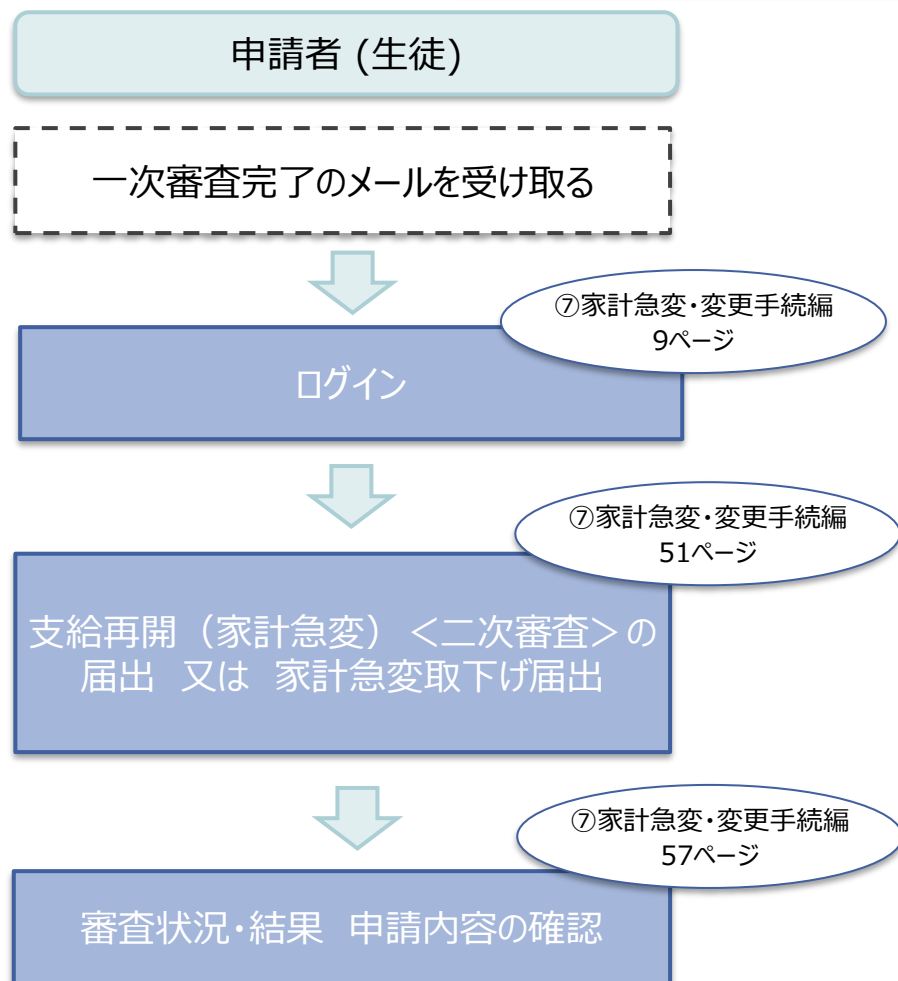 申請者 (生徒)
一次審査完了のメールを受け取る
⑦家計急変・変更手続編
9ページ
ログイン
⑦家計急変・変更手続編
51ページ
支給再開（家計急変）＜二次審査＞の
届出　又は　家計急変取下げ届出
⑦家計急変・変更手続編
57ページ
審査状況・結果　申請内容の確認